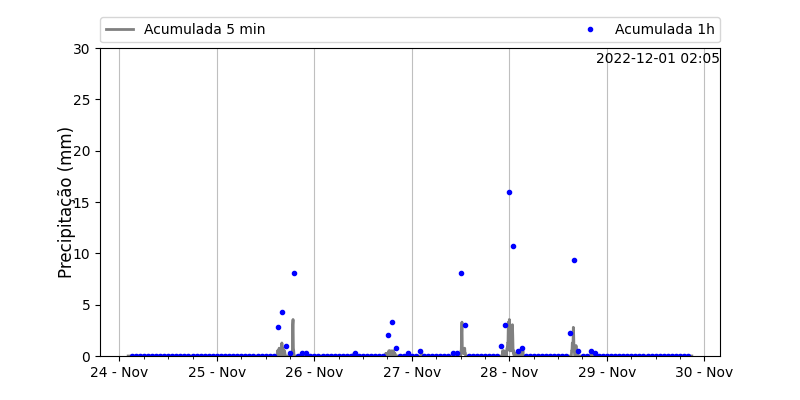 Acumulada 5 min
Acumulada 1h
2022-12-01 02:05
Precipitação (mm)
30
25
20
15
10
5
0
24 - Nov
25 - Nov
26 - Nov
27 - Nov
28 - Nov
29 - Nov
30 - Nov